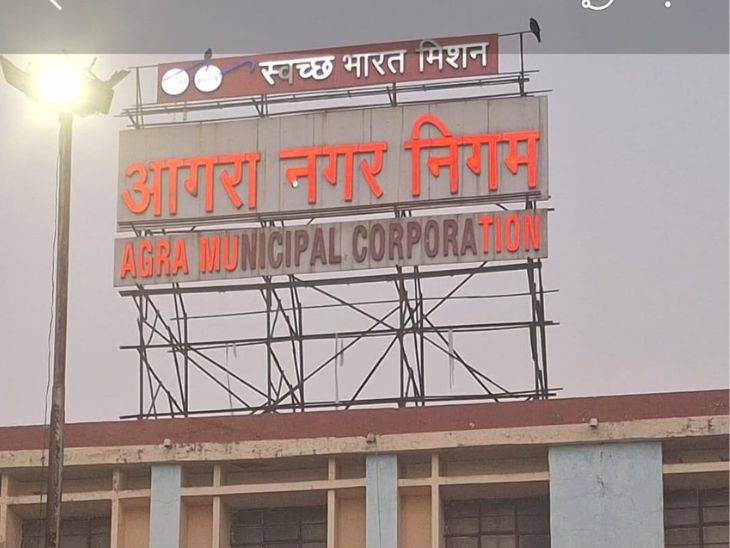 स्वच्छ भारत मिशन
आगरा नगर निगम
AGRA MUNICIPAL CORPORATION